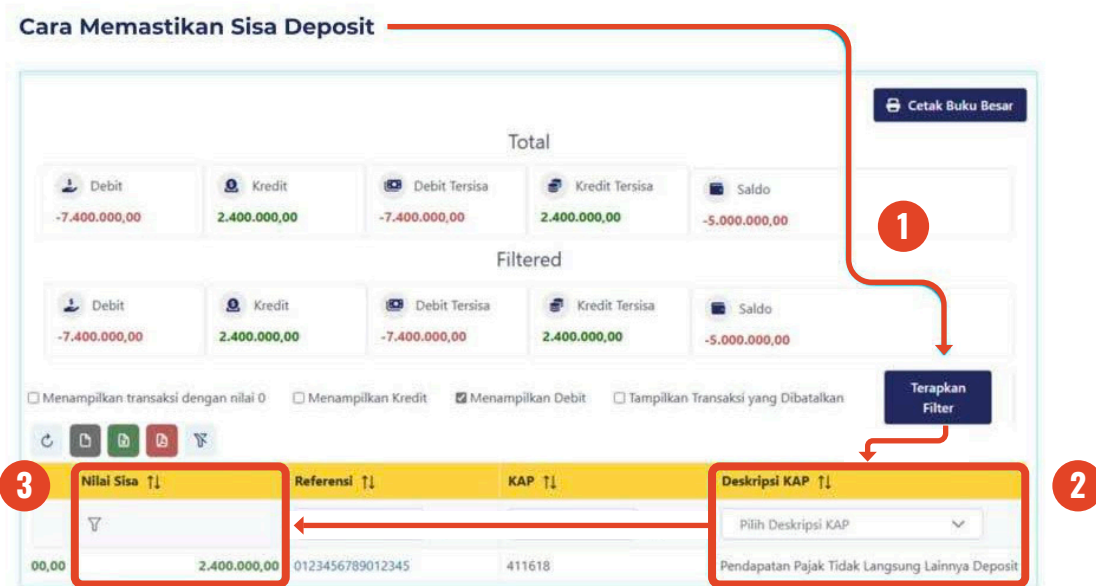 Cara Memastikan Sisa Deposit
Cetak Buku Besar
Total
Debit
-7.400.000,00
Kredit
2.400.000,00
Debit Tersisa
-7.400.000,00
Kredit Tersisa
2.400.000,00
Saldo
-5.000.000,00
1
Filtered
Debit
-7.400.000,00
Kredit
2.400.000,00
Debit Tersisa
-7.400.000,00
Kredit Tersisa
2.400.000,00
Saldo
-5.000.000,00
Menampilkan transaksi dengan nilai 0 Menampilkan Kredit Menampilkan Debit Tampilkan Transaksi yang Dibatalkan
Terapkan
Filter
3
Nilai Sisa Referensi KAP Deskripsi KAP
2
Pilih Deskripsi KAP
00,00 2.400.000,00 0123456789012345 411618 Pendapatan Pajak Tidak Langsung Lainnya Deposit